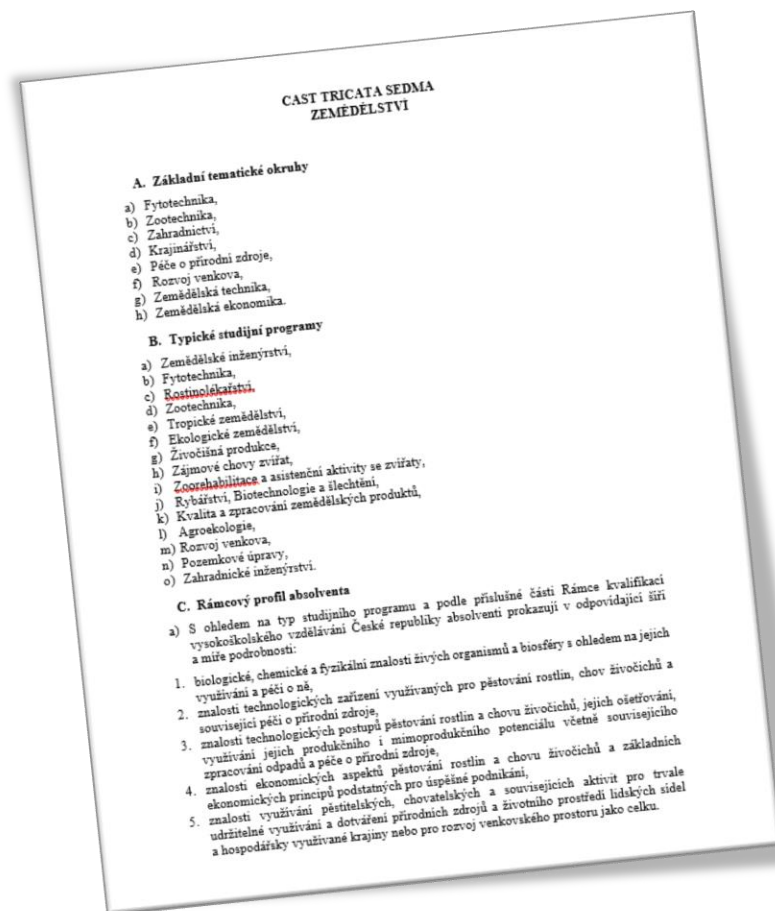 CAST TRICATA SEDMA
ZEMĚDĚLSTVI
A. Základní tematické okruhy
a) Fytotechnika,
b) Zootechnika,
c) Zahradnictví,
d) Krajinářství,
e) Péče o přírodní zdroje,
f) Rozvoj venkova,
g) Zemědělská technika,
h) Zemědělská ekonomika.
B. Typické studijní programy
a) Zemědělské inženýrství,
b) Fytotechnika,
c) Rostinolékařství,
d) Zootechnika,
e) Tropické zemědělství,
f) Ekologické zemědělství,
g) Živočišná produkce,
h) Zájmové chovy zvířat,
i) Zoorehabilitace a asistenční aktivity se zvířaty,
j) Rybářství, Biotechnologie a šlechtění,
k) Kvalita a zpracování zemědělských produktů,
l) Agroekologie,
m) Rozvoj venkova,
n) Pozemkové úpravy,
o) Zahradnické inženýrství.
C. Rámcový profil absolventa
a) S ohledem na typ studijního programu a podle příslušné části Rámce kvalifikací
vysokoškolského vzdělávání České republiky absolventi prokazují v odpovídající šíři
a míře podrobnosti:
1. biologické, chemické a fyzikální znalosti živých organismů a biosféry s ohledem na jejich
využívání a péči o ně,
2. znalosti technologických zařízení využívaných pro pěstování rostlin, chov živočichů a
související péči o přírodní zdroje,
3. znalosti technologických postupů pěstování rostlin a chovu živočichů, jejich ošetřování,
využívání jejich produkčního i mimoprodukčního potenciálu včetně souvisejícího
zpracování odpadů a péče o přírodní zdroje,
4. znalosti ekonomických aspektů pěstování rostlin a chovu živočichů a základních
ekonomických principů podstatných pro úspěšné podnikání,
5. znalosti využívání pěstitelských, chovatelských a souvisejících aktivit pro trvale
udržitelné využívání a dotváření přírodních zdrojů a životního prostředí lidských sídel
a hospodářsky využívané krajiny nebo pro rozvoj venkovského prostoru jako celku.